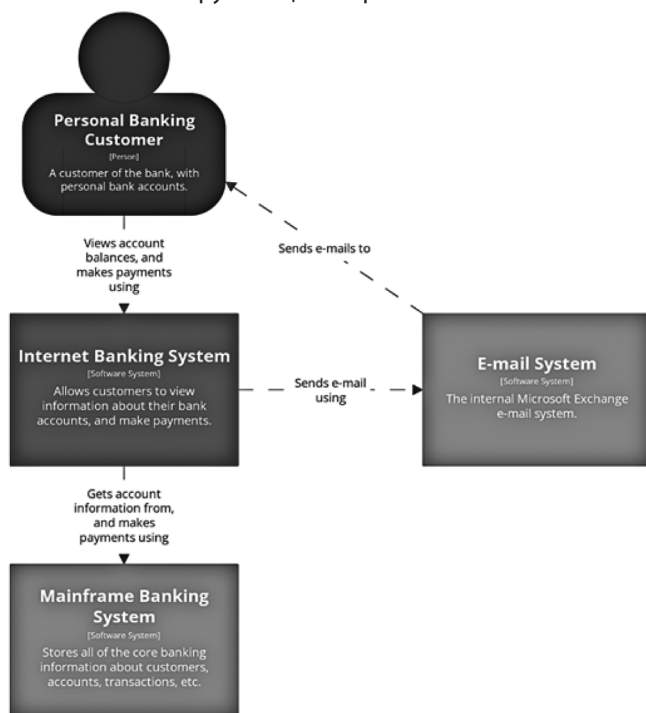 Personal Banking
Customer
[Person]
A customer of the bank, with
personal bank accounts.
Views account
balances, and
makes payments
using
Sends e-mails to
Internet Banking System
[Software System]
Allows customers to view
information about their bank
accounts, and make payments.
Sends e-mail
using
E-mail System
[Software System]
The internal Microsoft Exchange
e-mail system.
Gets account
information from,
and makes
payments using
Mainframe Banking
System
[Software System]
Stores all of the core banking
information about customers,
accounts, transactions, etc.